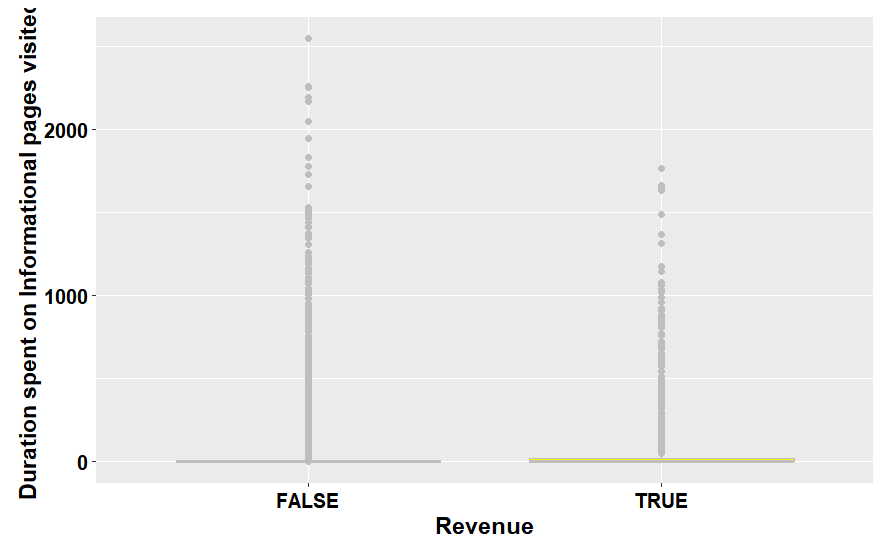 Duration spent on Informational pages visited
2000
1000
0
FALSE
TRUE
Revenue